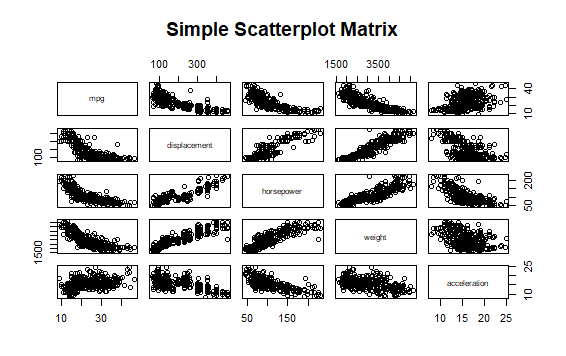 Simple Scatterplot Matrix
100 300
1500 3500
mpg
10 40
100
displacement
horsepower
50 200
1500
weight
acceleration
10 25
10 30
50 150
10 15 20 25